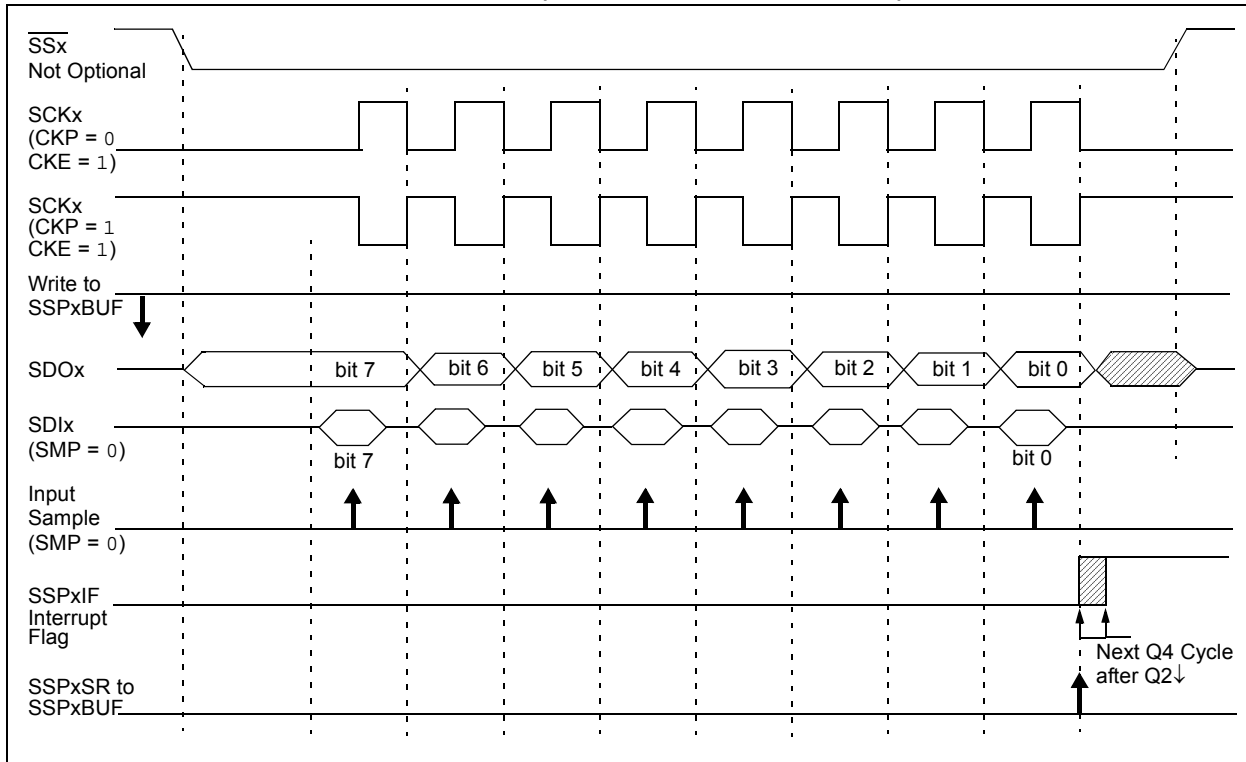 SSx
Not Optional
SCKx
(CKP = 0
CKE = 1)
SCKx
(CKP = 1
CKE = 1)
Write to
SSPxBUF
SDOx
bit 7
bit 6
bit 5
bit 4
bit 3
bit 2
bit 1
bit 0
SDIx
(SMP = 0)
bit 7
bit 0
Input
Sample
(SMP = 0)
SSPxIF
Interrupt
Flag
Next Q4 Cycle
after Q2↓
SSPxSR to
SSPxBUF